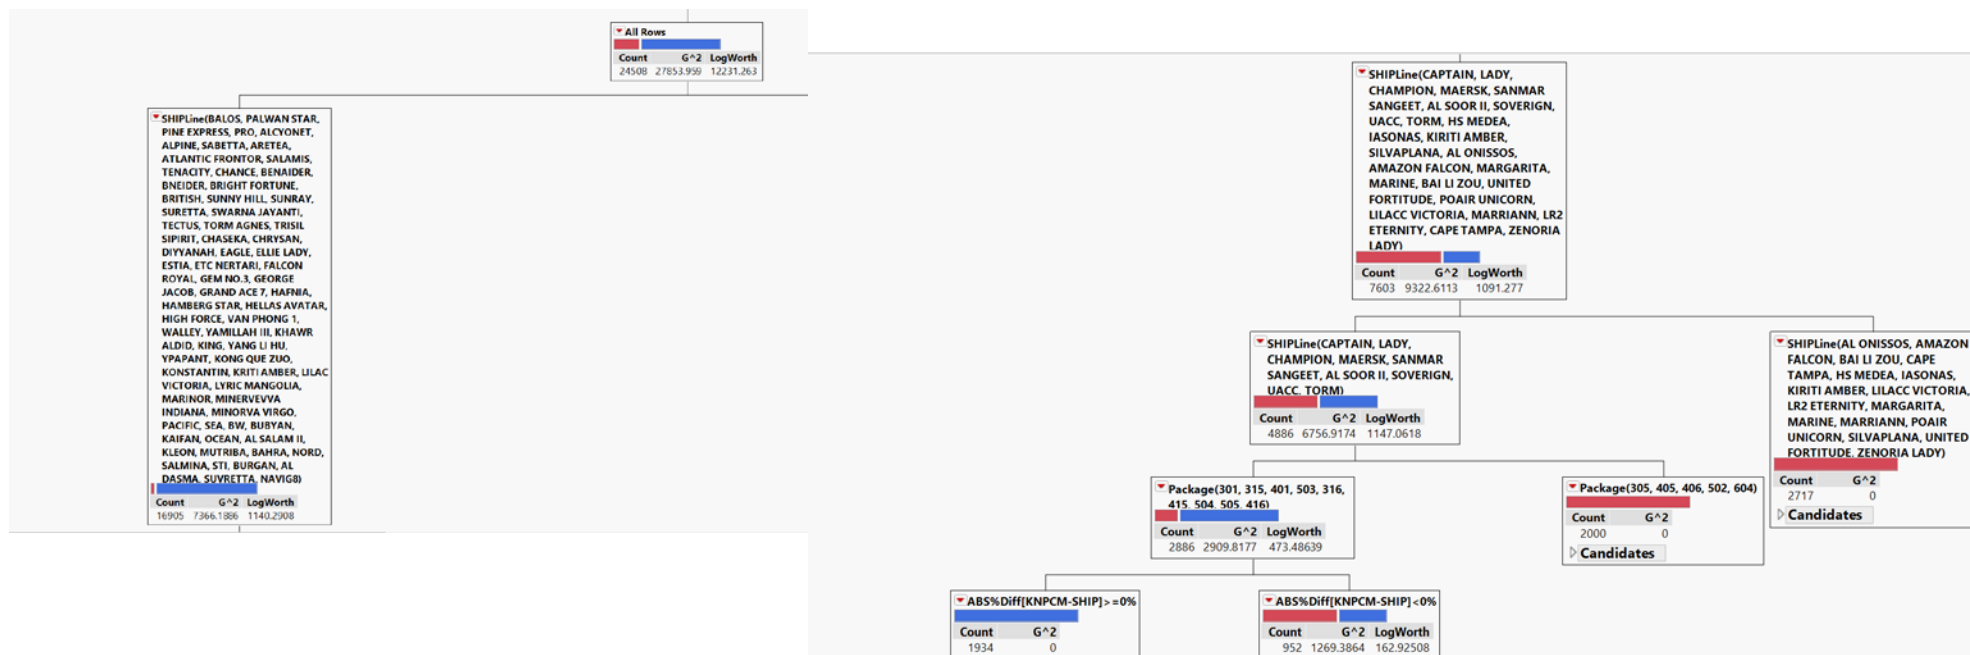 All Rows
Count G^2 LogWorth
24508 27853.959 12231.263
SHIPLine(BALOS, PALWAN STAR,
PINE EXPRESS, PRO, ALCYONET,
ALPINE, SABETTA, ARETEA,
ATLANTIC FRONTOR, SALAMIS,
TENACITY, CHANCE, BENAIDER,
BNEIDER, BRIGHT FORTUNE,
BRITISH, SUNNY HILL, SUNRAY,
SURETTA, SWARNA JAYANTI,
TECTUS, TORM AGNES, TRISIL
SIPIRIT, CHASEKA, CHRYSAN,
DIYYANAH, EAGLE, ELLIE LADY,
ESTIA, ETC NERTARI, FALCON
ROYAL, GEM NO.3, GEORGE
JACOB, GRAND ACE 7, HAFNIA,
HAMBERG STAR, HELLAS AVATAR,
HIGH FORCE, VAN PHONG 1,
WALLEY, YAMILLAH III, KHAWR
ALDID, KING, YANG LI HU,
YPAPANT, KONG QUE ZUO,
KONSTANTIN, KRITI AMBER, LILAC
VICTORIA, LYRIC MANGOLIA,
MARINOR, MINERVEVVA
INDIANA, MINORVA VIRGO,
PACIFIC, SEA, BW, BUBYAN,
KAIFAN, OCEAN, AL SALAM II,
KLEON, MUTRIBA, BAHRA, NORD,
SALMINA, STI, BURGAN, AL
DASMA, SUVRETTA, NAVIG8)
Count G^2 LogWorth
16905 7366.1886 1140.2908
SHIPLine(CAPTAIN, LADY,
CHAMPION, MAERSK, SANMAR
SANGEET, AL SOOR II, SOVERIGN,
UACC, TORM, HS MEDEA,
IASONAS, KIRITI AMBER,
SILVAPLANA, AL ONISSOS,
AMAZON FALCON, MARGARITA,
MARINE, BAI LI ZOU, UNITED
FORTITUDE, POAIR UNICORN,
LILACC VICTORIA, MARRIANN, LR2
ETERNITY, CAPE TAMPA, ZENORIA
LADY)
Count G^2 LogWorth
7603 9322.6113 1091.277
SHIPLine(CAPTAIN, LADY,
CHAMPION, MAERSK, SANMAR
SANGEET, AL SOOR II, SOVERIGN,
UACC, TORM)
Count G^2 LogWorth
4886 6756.9174 1147.0618
SHIPLine(AL ONISSOS, AMAZON
FALCON, BAI LI ZOU, CAPE
TAMPA, HS MEDEA, IASONAS,
KIRITI AMBER, LILACC VICTORIA,
LR2 ETERNITY, MARGARITA,
MARINE, MARRIANN, POAIR
UNICORN, SILVAPLANA, UNITED
FORTITUDE, ZENORIA LADY)
Count G^2
2717 0
Candidates
Package(301, 315, 401, 503, 316,
415, 504, 505, 416)
Count G^2 LogWorth
2886 2909.8177 473.48639
Package(305, 405, 406, 502, 604)
Count G^2
2000 0
Candidates
ABS%Diff[KNPCM-SHIP]>=0%
Count G^2
1934 0
ABS%Diff[KNPCM-SHIP]<0%
Count G^2 LogWorth
952 1269.3864 162.92508